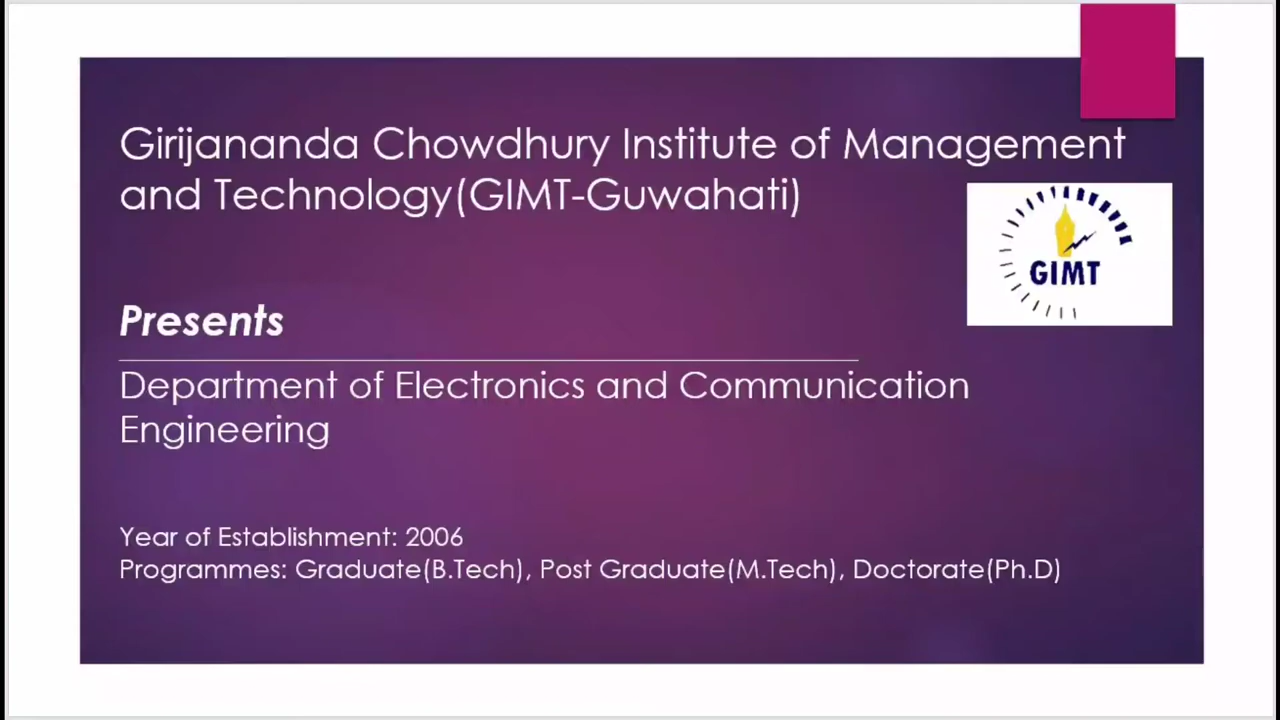 Girijananda Chowdhury Institute of Management
and Technology(GIMT-Guwahati)
GIMT
Presents
Department of Electronics and Communication
Engineering
Year of Establishment: 2006
Programmes: Graduate(B.Tech), Post Graduate(M.Tech), Doctorate(Ph.D)